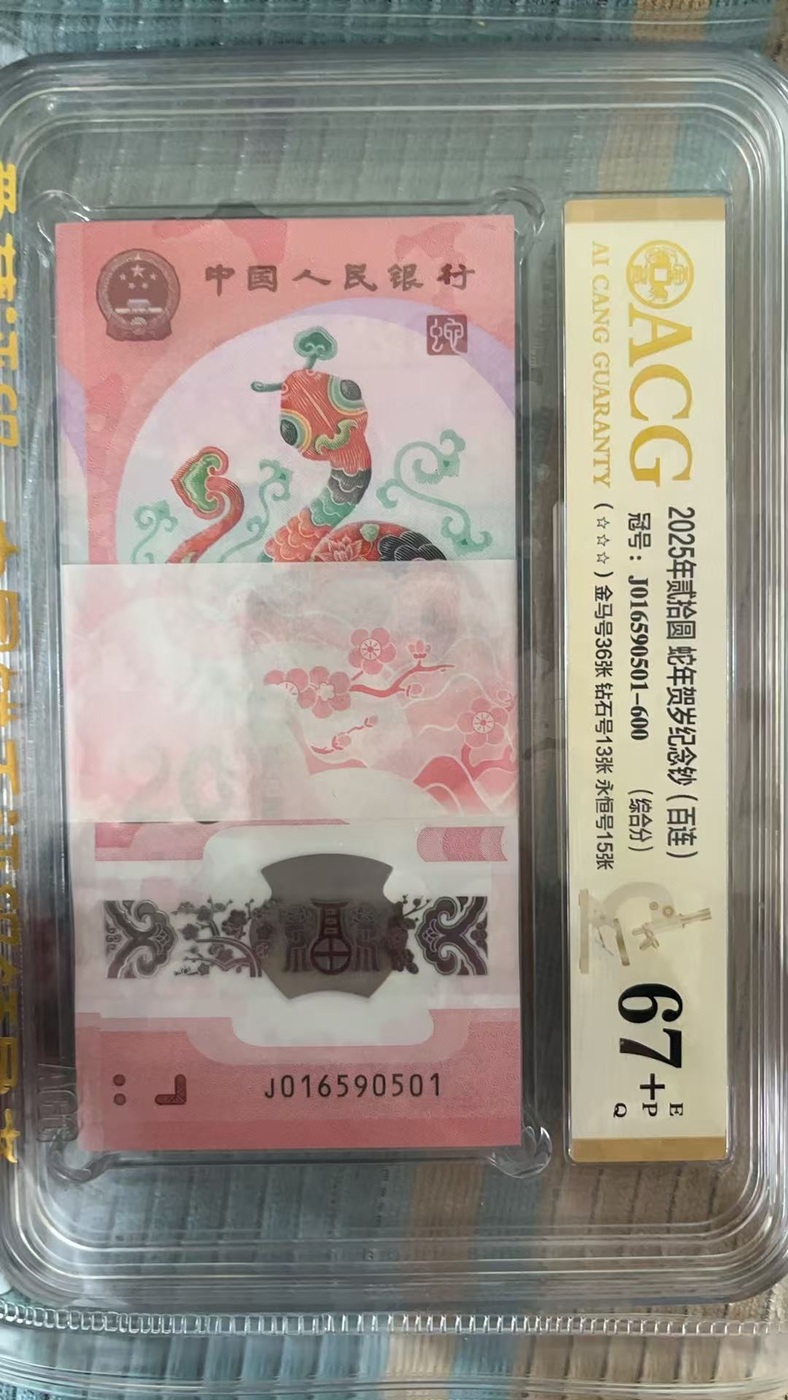 中国人民银行
蛇
J016590501
ACG
AI CANG GUARANTY
2025年贰拾圆 蛇年贺岁纪念钞（百连）
冠号：J016590501-600 （综合分）
（☆☆☆）金马号36张 钻石号13张 永恒号15张
67+
E
P
Q
ACG